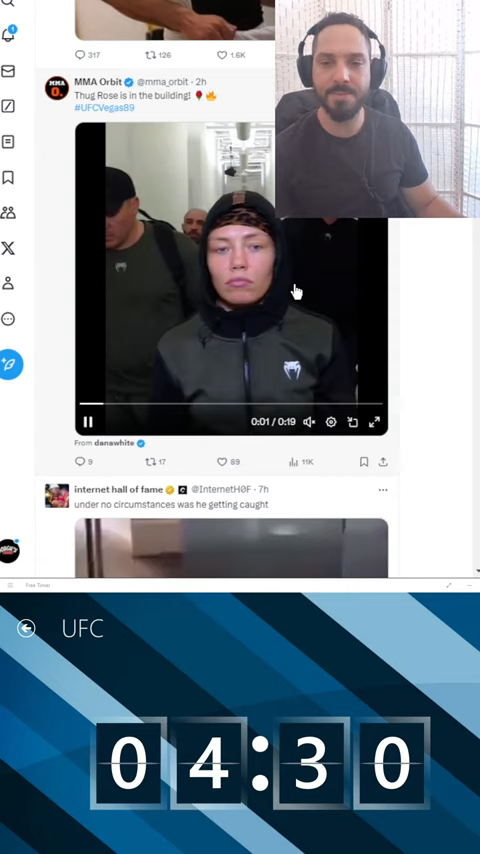 317 126 1.6K
MMA Orbit @mma_orbit · 2h
Thug Rose is in the building! 🌹🔥
#UFCVegas89
0:01 / 0:19
From danawhite
9 17 89 11K
internet hall of fame @InternetH0F · 7h
under no circumstances was he getting caught
Free Timer
UFC
04:30